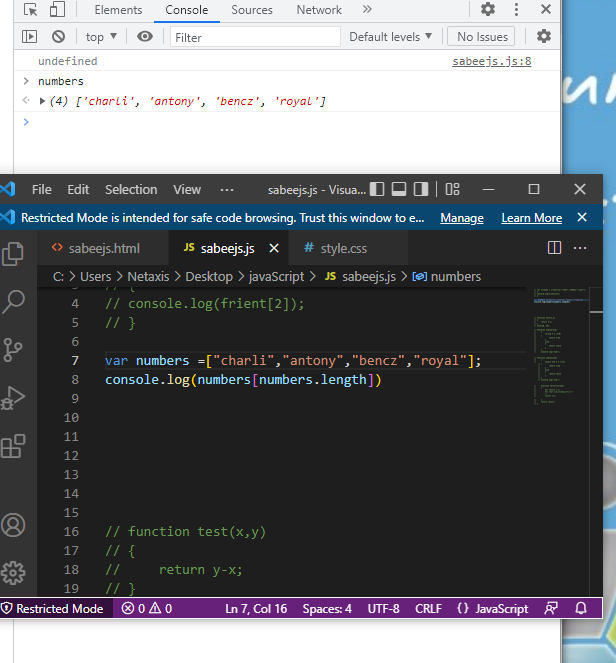 Elements Console Sources Network »
top ▼ Filter Default levels ▼ No Issues
undefined sabeejs.js:8
> numbers
(4) ['charli', 'antony', 'bencz', 'royal']
>
File Edit Selection View ··· sabeejs.js - Visua...
Restricted Mode is intended for safe code browsing. Trust this window to e... Manage Learn More
<> sabeejs.html JS sabeejs.js # style.css ···
C: > Users > Netaxis > Desktop > javaScript > JS sabeejs.js > numbers
3 // {
4 // console.log(frient[2]);
5 // }
6
7 var numbers =["charli","antony","bencz","royal"];
8 console.log(numbers[numbers.length])
9
10
11
12
13
14
15
16 // function test(x,y)
17 // {
18 //     return y-x;
19 // }
Restricted Mode 0 0 Ln 7, Col 16 Spaces: 4 UTF-8 CRLF {} JavaScript